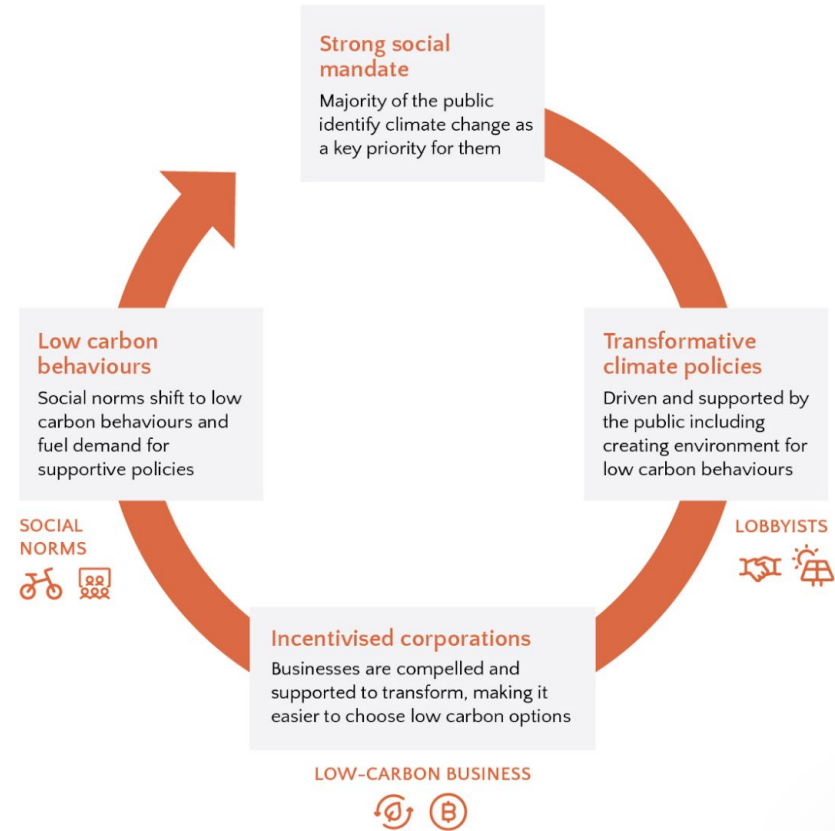 Strong social
mandate
Majority of the public
identify climate change as
a key priority for them
Transformative
climate policies
Driven and supported by
the public including
creating environment for
low carbon behaviours
LOBBYISTS
Incentivised corporations
Businesses are compelled and
supported to transform, making it
easier to choose low carbon options
LOW-CARBON BUSINESS
Low carbon
behaviours
Social norms shift to low
carbon behaviours and
fuel demand for
supportive policies
SOCIAL
NORMS